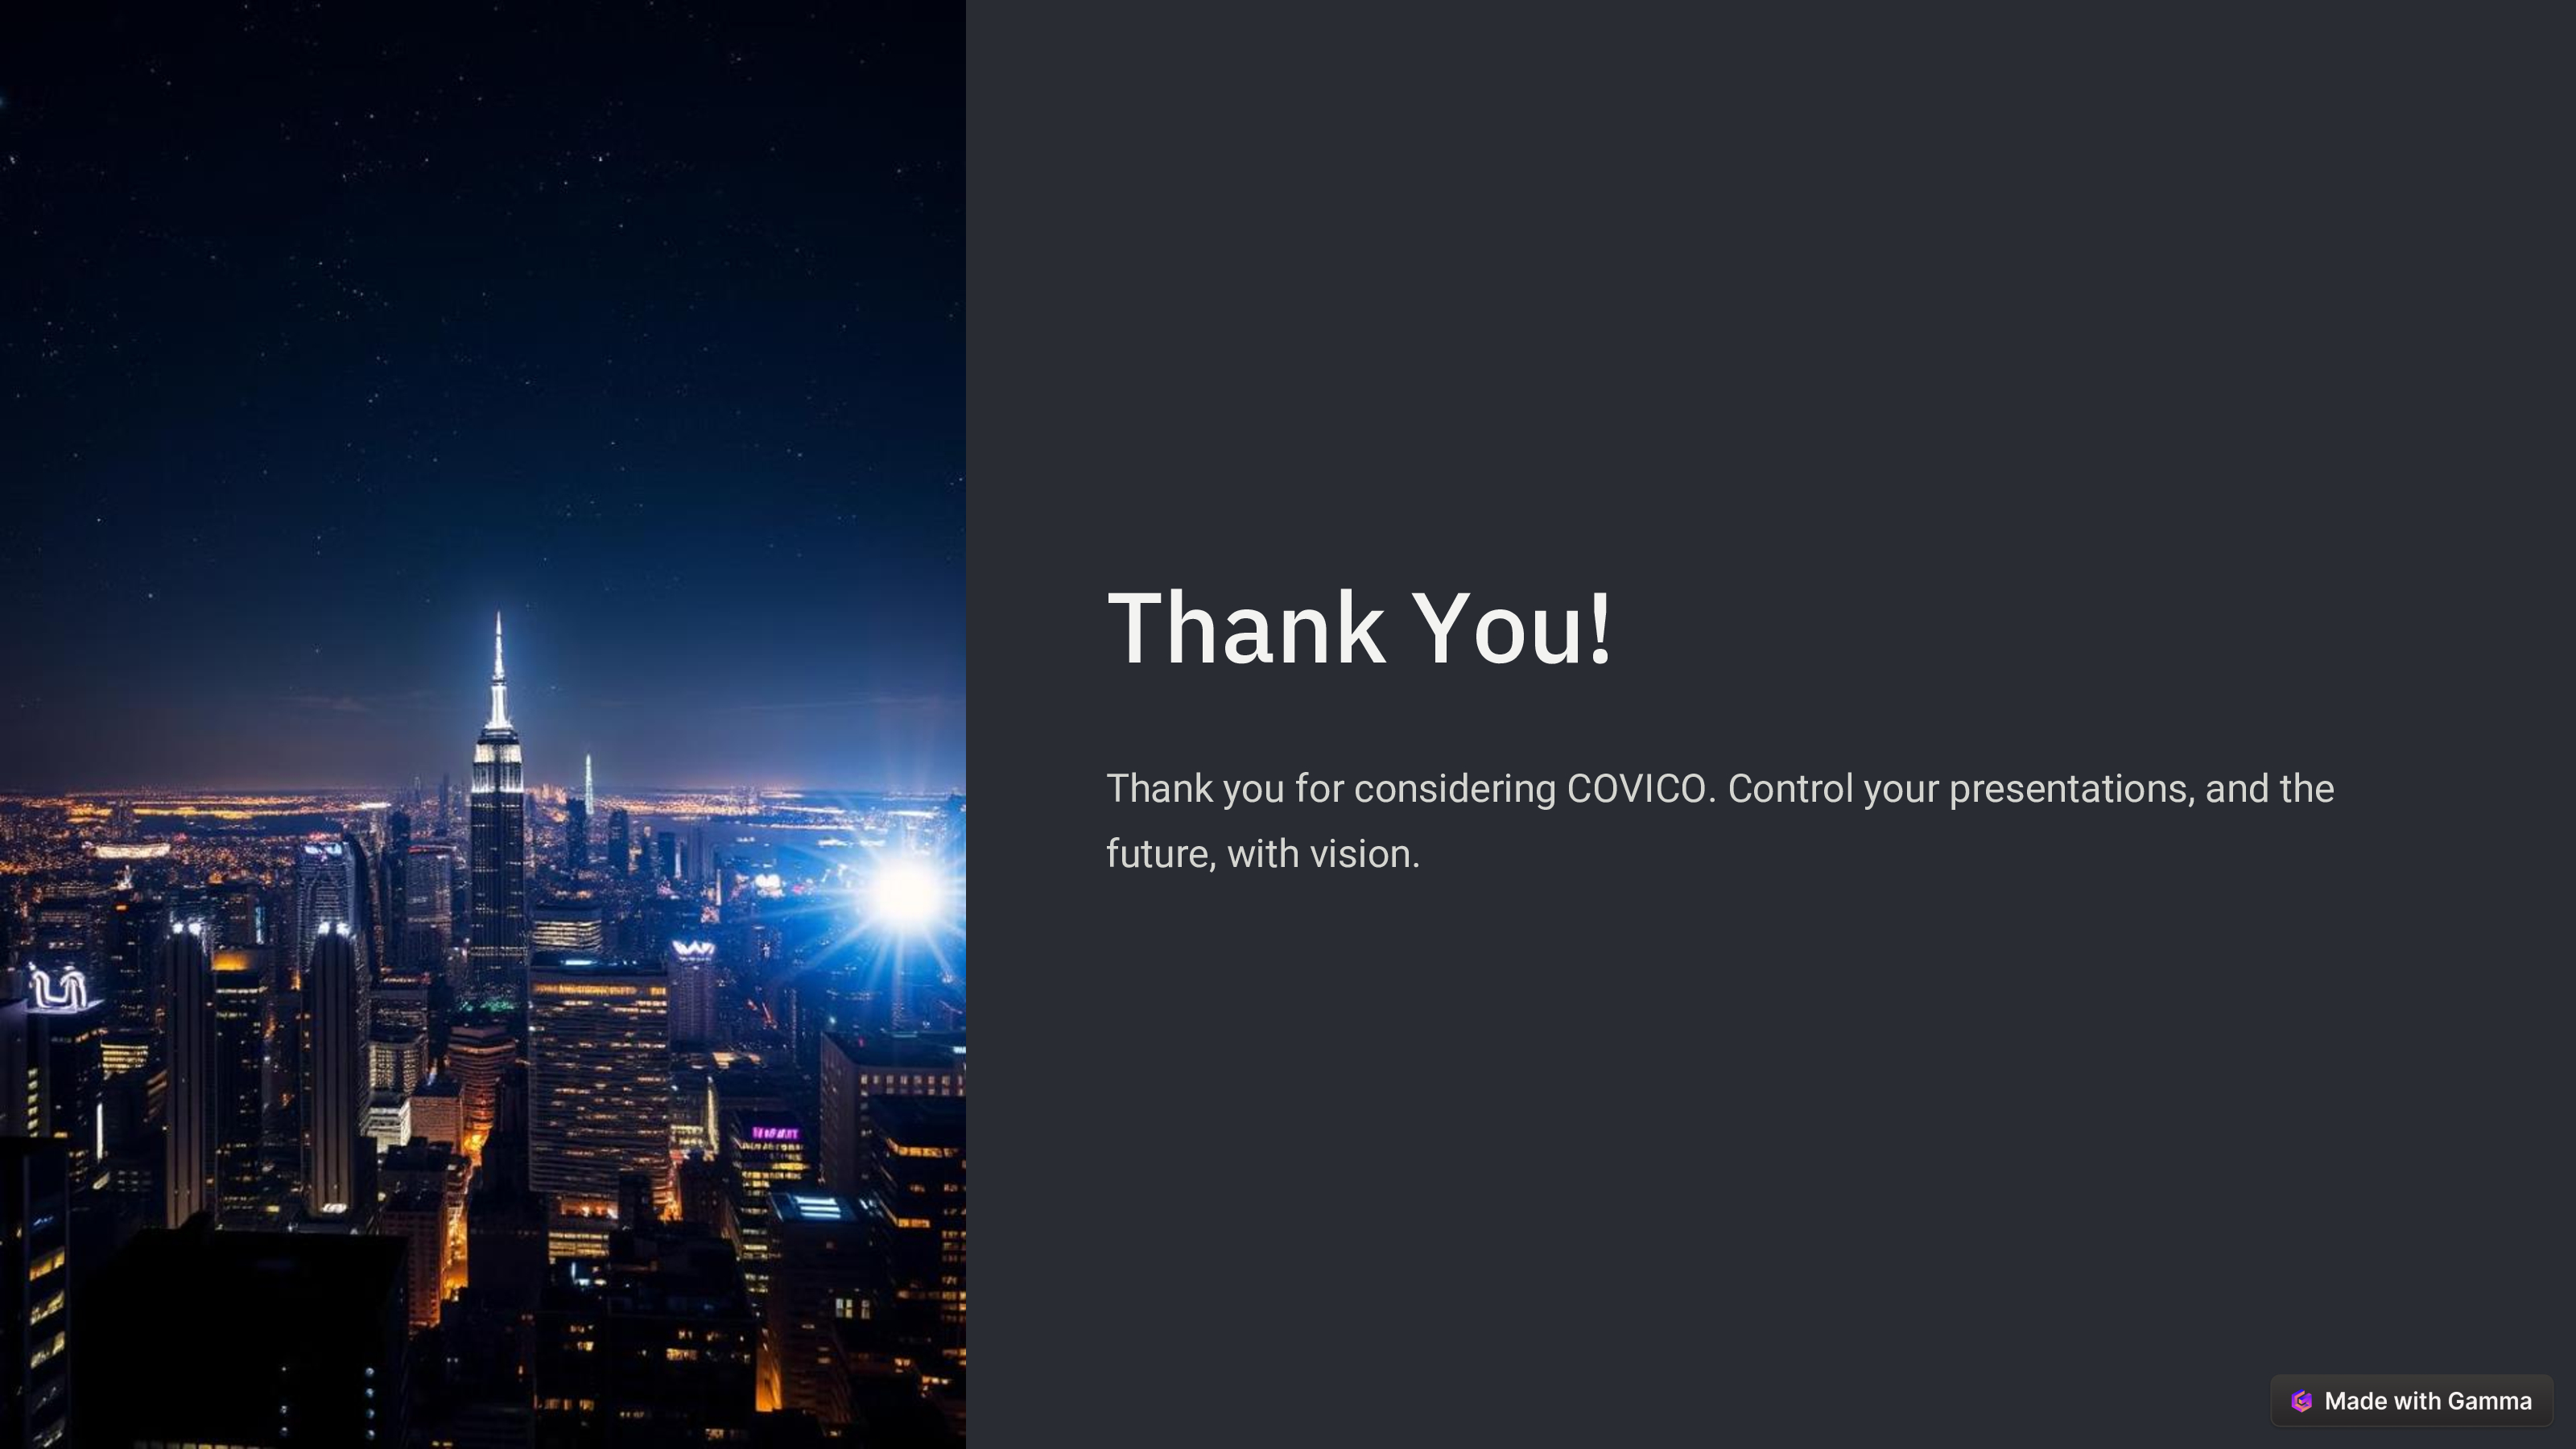 Thank You!
Thank you for considering COVICO. Control your presentations, and the
future, with vision.
Made with Gamma